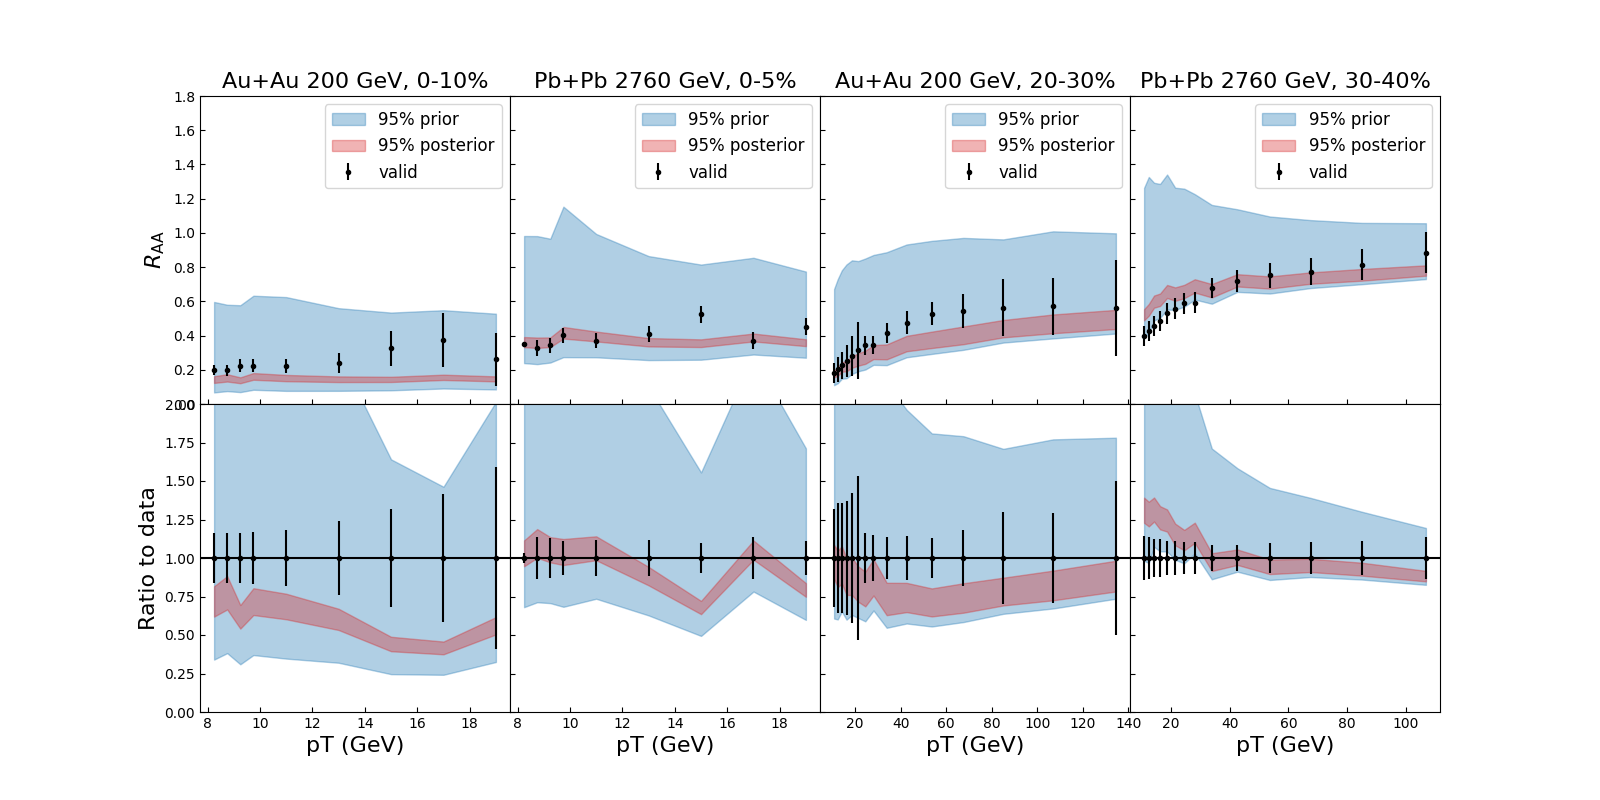 Au+Au 200 GeV, 0-10%
Pb+Pb 2760 GeV, 0-5%
Au+Au 200 GeV, 20-30%
Pb+Pb 2760 GeV, 30-40%
1.8
1.6
1.4
1.2
1.0
0.8
0.6
0.4
0.2
0.0
R_AA
95% prior
95% posterior
valid
95% prior
95% posterior
valid
95% prior
95% posterior
valid
95% prior
95% posterior
valid
2.00
1.75
1.50
1.25
1.00
0.75
0.50
0.25
0.00
Ratio to data
8 10 12 14 16 18
8 10 12 14 16 18
20 40 60 80 100 120 140
20 40 60 80 100
pT (GeV)
pT (GeV)
pT (GeV)
pT (GeV)